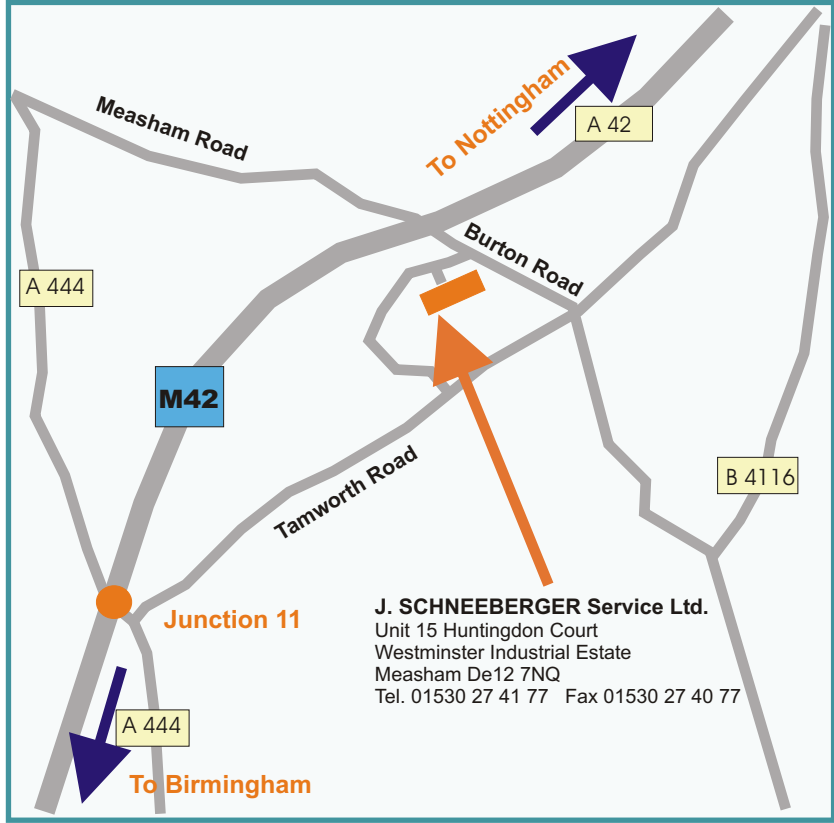 Measham Road
To Nottingham
A 42
Burton Road
A 444
M42
Tamworth Road
B 4116
Junction 11
J. SCHNEEBERGER Service Ltd.
Unit 15 Huntingdon Court
Westminster Industrial Estate
Measham De12 7NQ
Tel. 01530 27 41 77 Fax 01530 27 40 77
A 444
To Birmingham